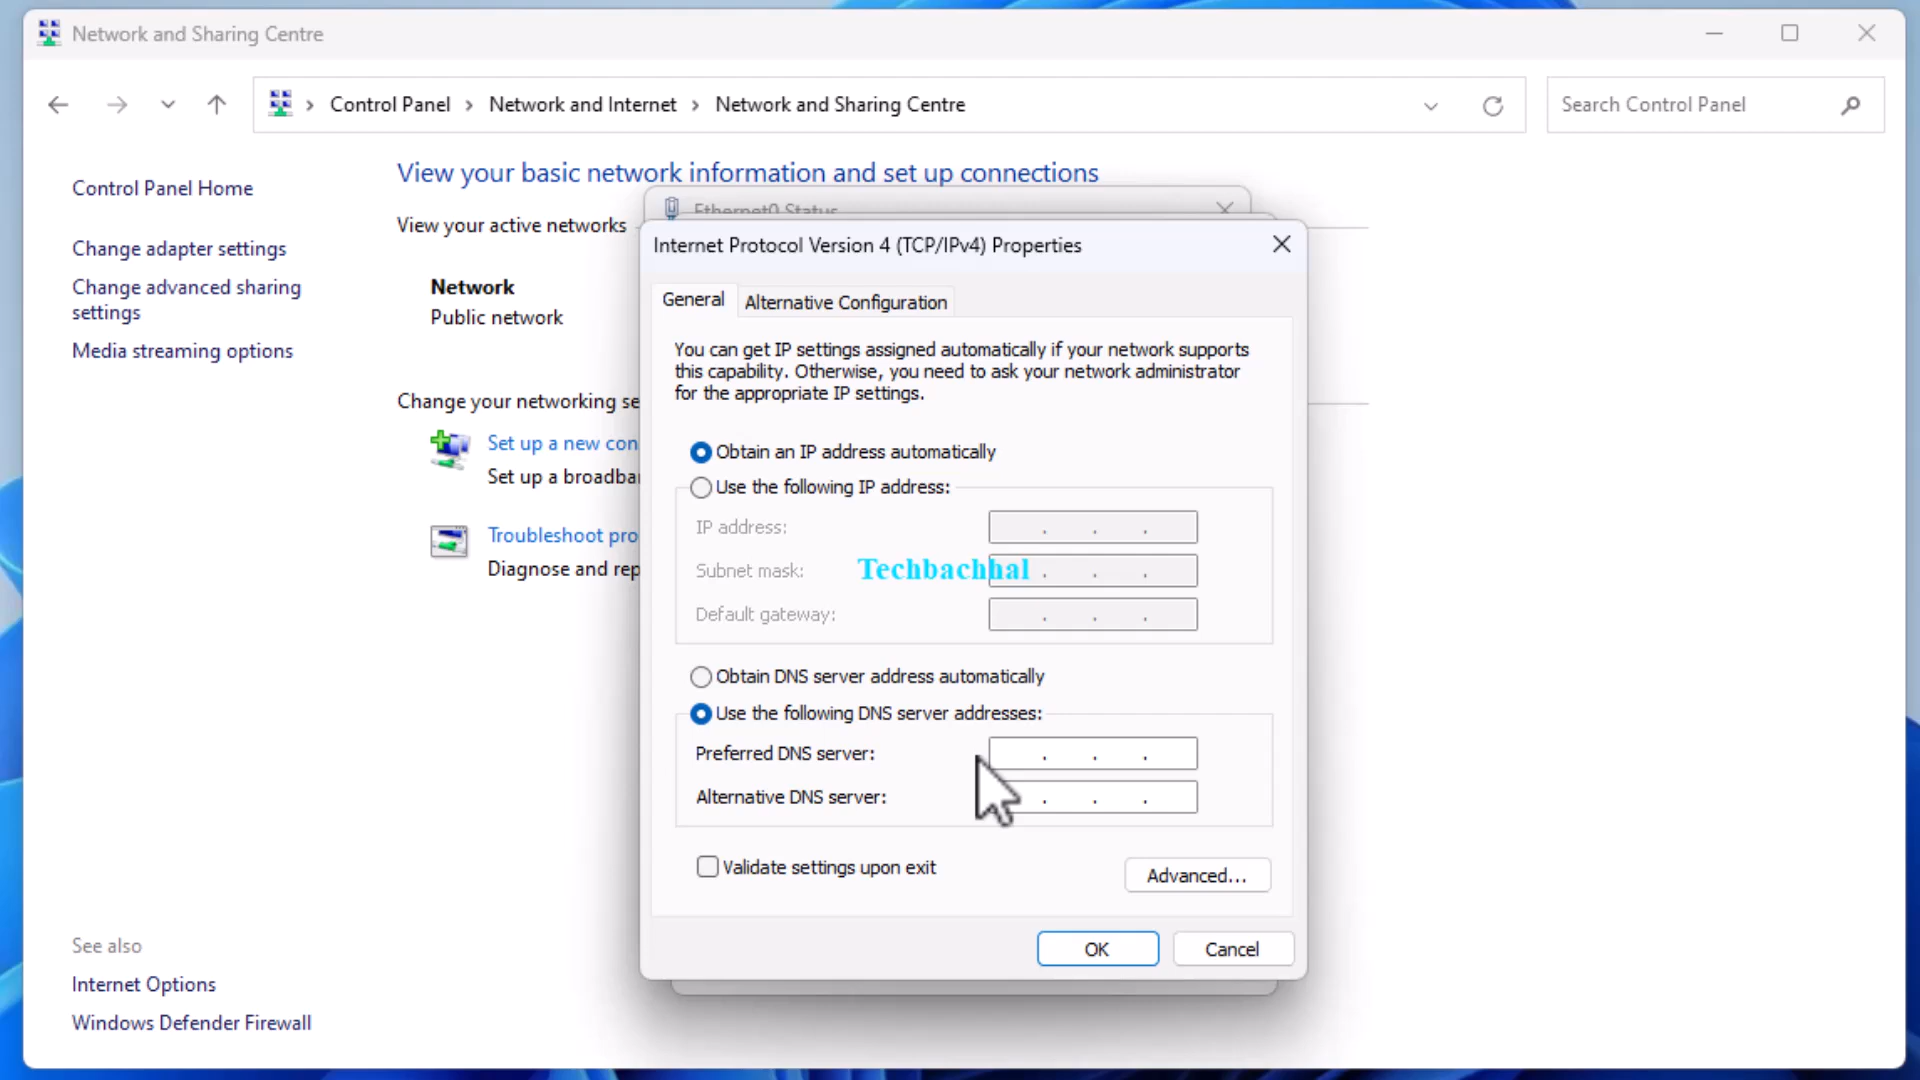 Network and Sharing Centre
Control Panel > Network and Internet > Network and Sharing Centre
Search Control Panel
Control Panel Home
Change adapter settings
Change advanced sharing
settings
Media streaming options
See also
Internet Options
Windows Defender Firewall
View your basic network information and set up connections
View your active networks
Network
Public network
Change your networking se
Set up a new con
Set up a broadba
Troubleshoot pro
Diagnose and rep
Ethernet0 Status
Internet Protocol Version 4 (TCP/IPv4) Properties
General
Alternative Configuration
You can get IP settings assigned automatically if your network supports
this capability. Otherwise, you need to ask your network administrator
for the appropriate IP settings.
Obtain an IP address automatically
Use the following IP address:
IP address:
Subnet mask:
Techbachhal
Default gateway:
Obtain DNS server address automatically
Use the following DNS server addresses:
Preferred DNS server:
Alternative DNS server:
Validate settings upon exit
Advanced...
OK
Cancel